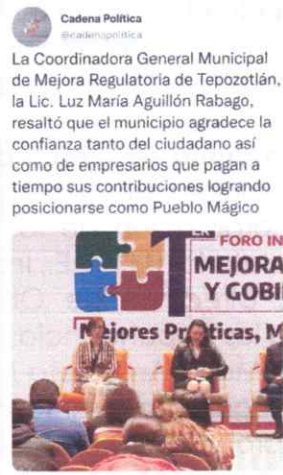 Cadena Política
@cadenapolitica
La Coordinadora General Municipal
de Mejora Regulatoria de Tepozotlán,
la Lic. Luz María Aguillón Rabago,
resaltó que el municipio agradece la
confianza tanto del ciudadano así
como de empresarios que pagan a
tiempo sus contribuciones logrando
posicionarse como Pueblo Mágico
ER FORO IN
MEJORA
Y GOBI
Mejores Prácticas, M